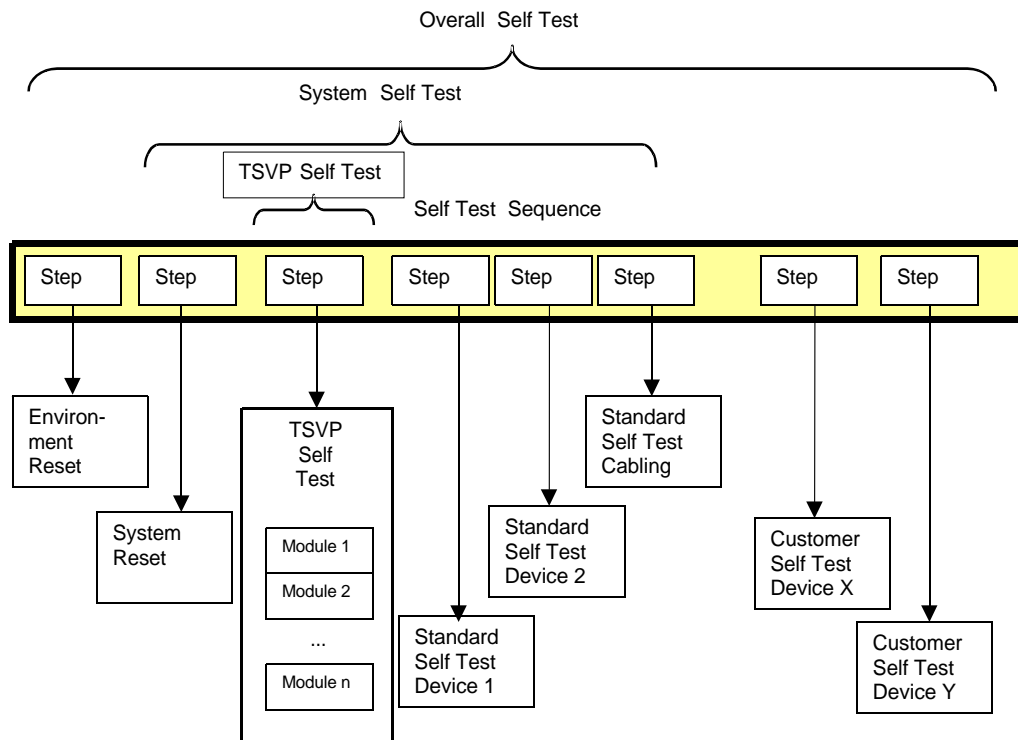 Overall Self Test
System Self Test
TSVP Self Test
Self Test Sequence
Step
Step
Step
Step
Step
Step
Step
Step
Environ-
ment
Reset
System
Reset
TSVP
Self
Test
Module 1
Module 2
...
Module n
Standard
Self Test
Device 1
Standard
Self Test
Device 2
Standard
Self Test
Cabling
Customer
Self Test
Device X
Customer
Self Test
Device Y